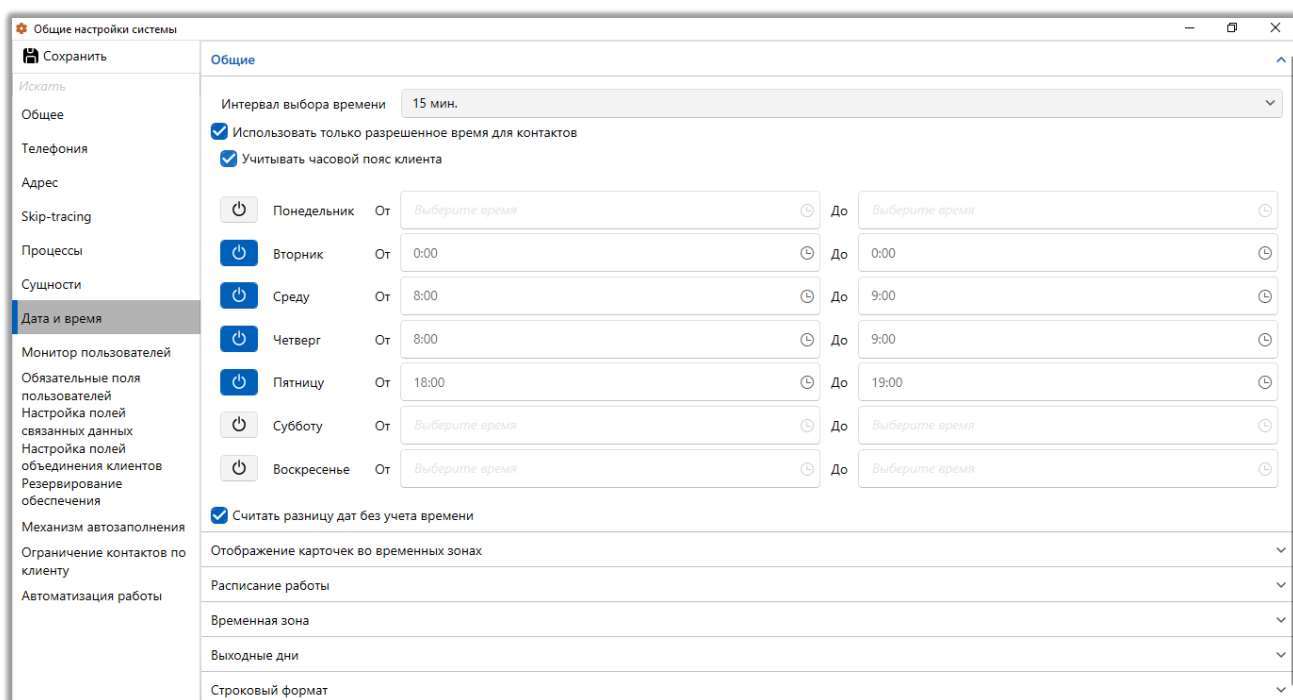 Общие настройки системы
Сохранить
Искать
Общее
Телефония
Адрес
Skip-tracing
Процессы
Сущности
Дата и время
Монитор пользователей
Обязательные поля
пользователей
Настройка полей
связанных данных
Настройка полей
объединения клиентов
Резервирование
обеспечения
Механизм автозаполнения
Ограничение контактов по
клиенту
Автоматизация работы
Общие
Интервал выбора времени 15 мин.
Использовать только разрешенное время для контактов
Учитывать часовой пояс клиента
Понедельник От Выберите время До Выберите время
Вторник От 0:00 До 0:00
Среду От 8:00 До 9:00
Четверг От 8:00 До 9:00
Пятницу От 18:00 До 19:00
Субботу От Выберите время До Выберите время
Воскресенье От Выберите время До Выберите время
Считать разницу дат без учета времени
Отображение карточек во временных зонах
Расписание работы
Временная зона
Выходные дни
Строковый формат